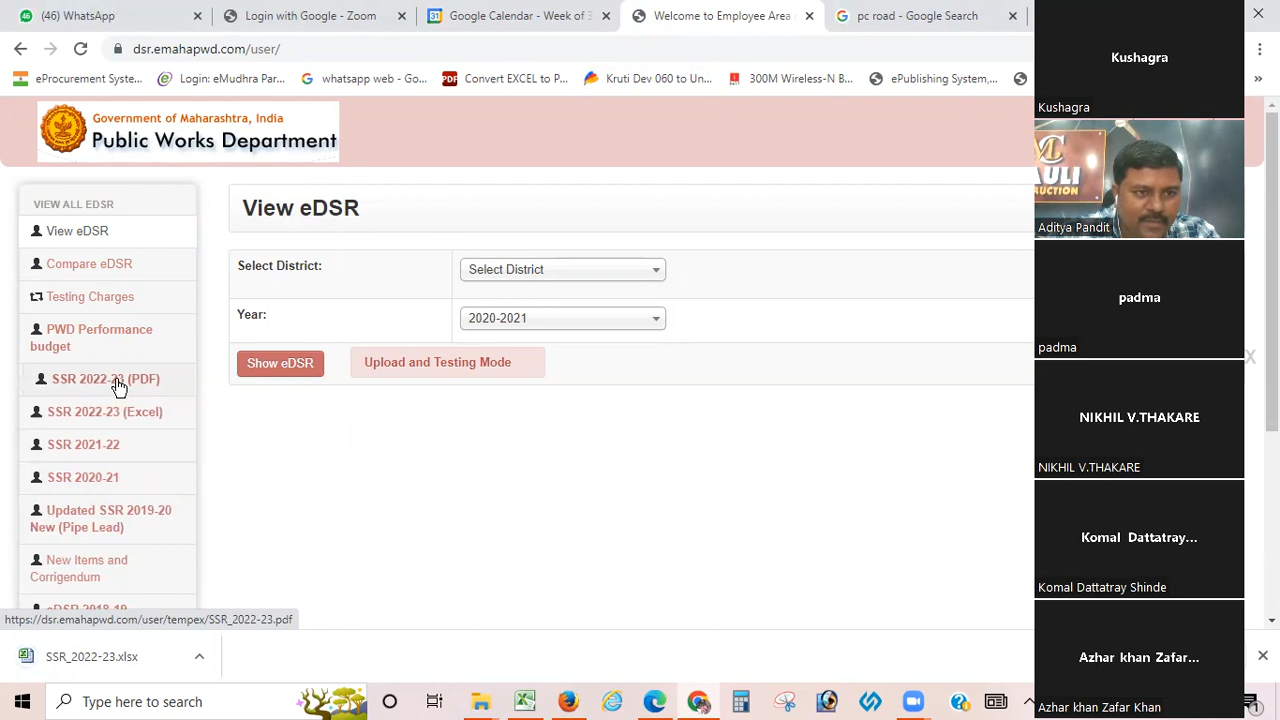 (46) WhatsApp
Login with Google - Zoom
Google Calendar - Week of 3
Welcome to Employee Area
pc road - Google Search
dsr.emahapwd.com/user/
eProcurement Syste...
Login: eMudhra Par...
whatsapp web - Go...
Convert EXCEL to P...
Kruti Dev 060 to Un...
300M Wireless-N B...
ePublishing System,...
Government of Maharashtra, India
Public Works Department
VIEW ALL EDSR
View eDSR
Compare eDSR
Testing Charges
PWD Performance
budget
SSR 2022-23 (PDF)
SSR 2022-23 (Excel)
SSR 2021-22
SSR 2020-21
Updated SSR 2019-20
New (Pipe Lead)
New Items and
Corrigendum
eDSR 2018-19
View eDSR
Select District:
Select District
Year:
2020-2021
Show eDSR
Upload and Testing Mode
X
https://dsr.emahapwd.com/user/tempex/SSR_2022-23.pdf
SSR_2022-23.xlsx
Type here to search
Kushagra
Kushagra
AULI
RUCTION
Aditya Pandit
padma
padma
NIKHIL V.THAKARE
NIKHIL V.THAKARE
Komal Dattatray...
Komal Dattatray Shinde
Azhar khan Zafar...
Azhar khan Zafar Khan